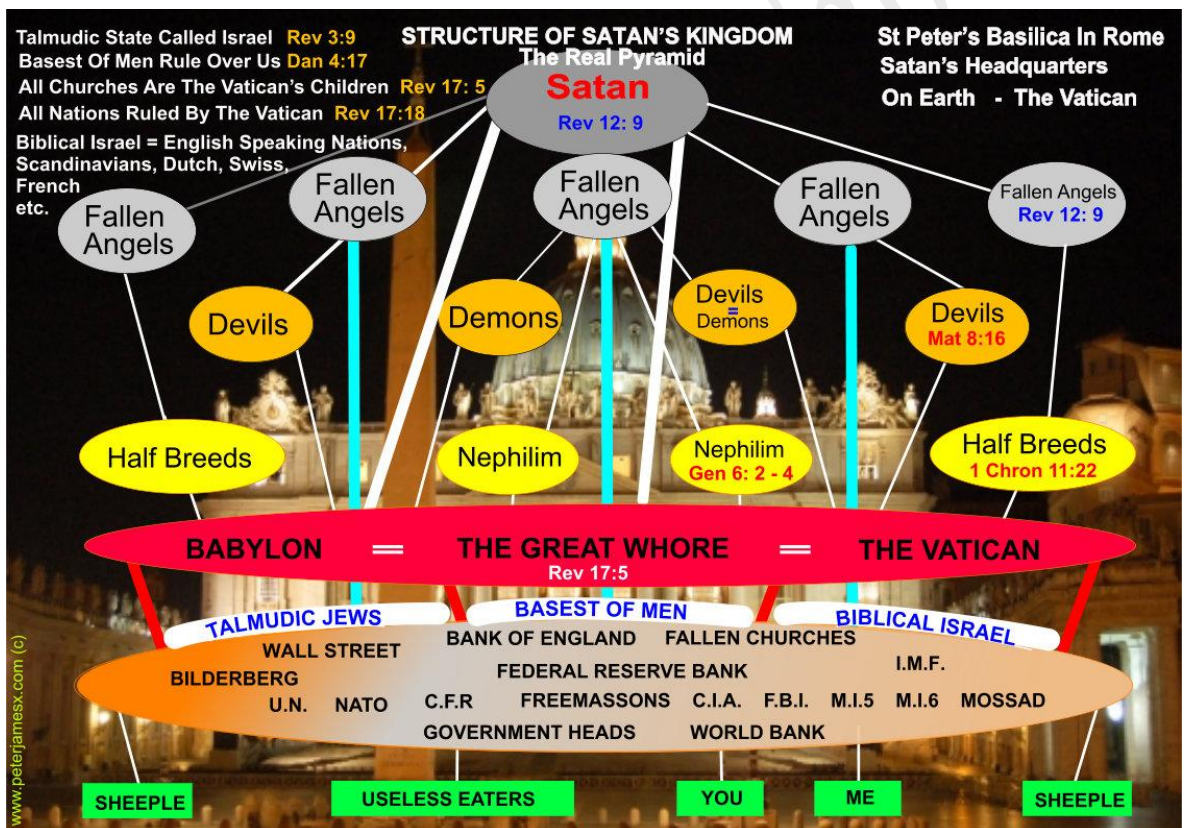 STRUCTURE OF SATAN'S KINGDOM
The Real Pyramid
Talmudic State Called Israel Rev 3:9
Basest Of Men Rule Over Us Dan 4:17
All Churches Are The Vatican's Children Rev 17: 5
All Nations Ruled By The Vatican Rev 17:18
Biblical Israel = English Speaking Nations,
Scandinavians, Dutch, Swiss,
French
etc.
St Peter's Basilica In Rome
Satan's Headquarters
On Earth - The Vatican
Satan
Rev 12: 9
Fallen
Angels
Fallen
Angels
Fallen
Angels
Fallen
Angels
Fallen Angels
Rev 12: 9
Devils
Demons
Devils
=
Demons
Devils
Mat 8:16
Half Breeds
Nephilim
Nephilim
Gen 6: 2 - 4
Half Breeds
1 Chron 11:22
BABYLON = THE GREAT WHORE = THE VATICAN
Rev 17:5
TALMUDIC JEWS
BASEST OF MEN
BIBLICAL ISRAEL
BANK OF ENGLAND FALLEN CHURCHES
WALL STREET
I.M.F.
BILDERBERG
FEDERAL RESERVE BANK
U.N. NATO C.F.R FREEMASSONS C.I.A. F.B.I. M.I.5 M.I.6 MOSSAD
GOVERNMENT HEADS WORLD BANK
SHEEPLE
USELESS EATERS
YOU
ME
SHEEPLE
www.peterjamesx.com (c)